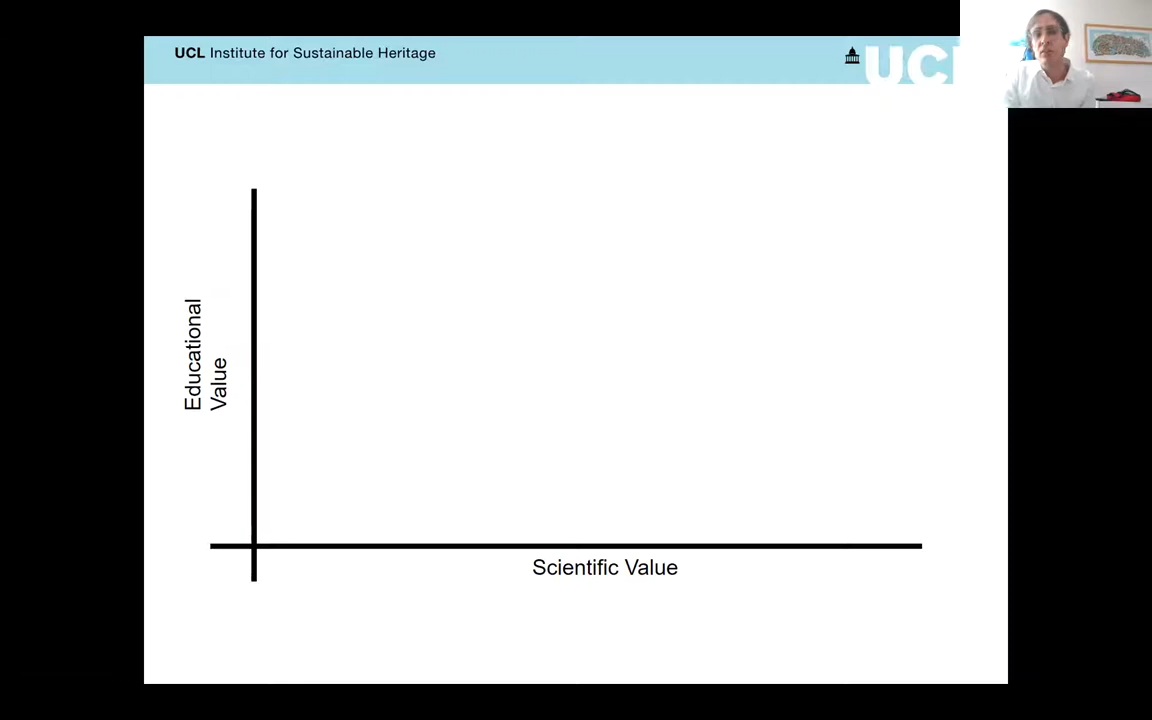 UCL Institute for Sustainable Heritage
UCL
Educational
Value
Scientific Value